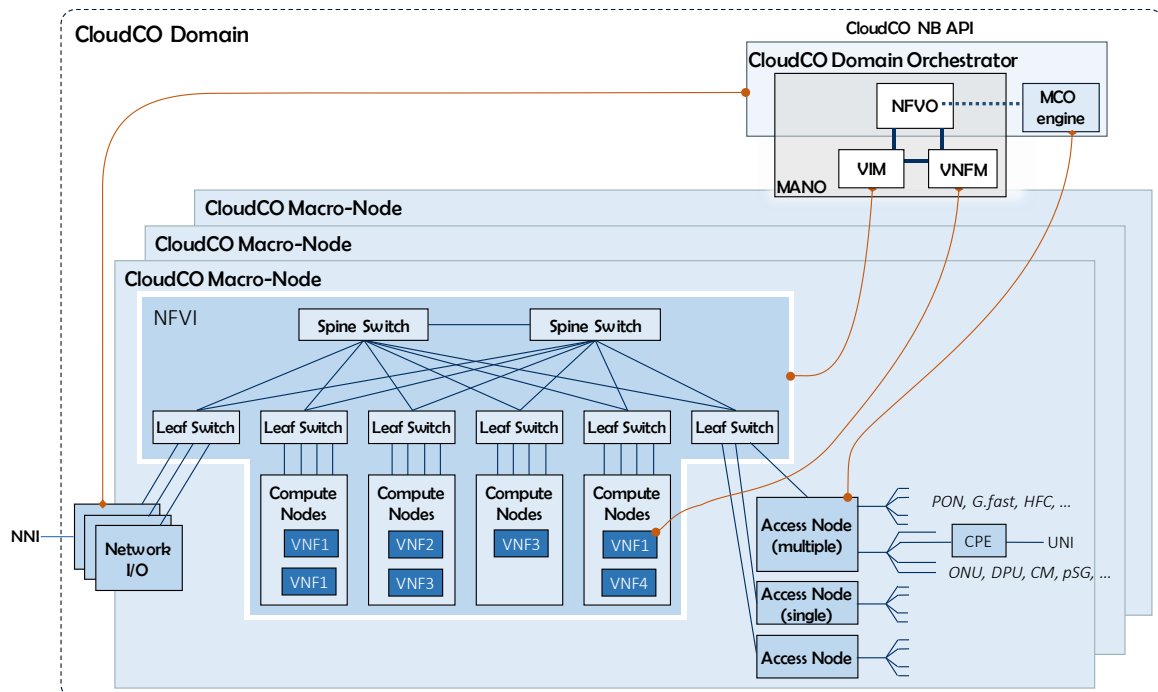 CloudCO Domain
CloudCO NB API
CloudCO Domain Orchestrator
NFVO
MCO
engine
VIM
VNFM
MANO
CloudCO Macro-Node
CloudCO Macro-Node
CloudCO Macro-Node
NFVI
Spine Switch
Spine Switch
Leaf Switch
Leaf Switch
Leaf Switch
Leaf Switch
Leaf Switch
Leaf Switch
Compute
Nodes
VNF1
VNF1
Compute
Nodes
VNF2
VNF3
Compute
Nodes
VNF3
Compute
Nodes
VNF1
VNF4
NNI
Network
I/O
Access Node
(multiple)
PON, G.fast, HFC, ...
CPE
UNI
ONU, DPU, CM, pSG, ...
Access Node
(single)
Access Node